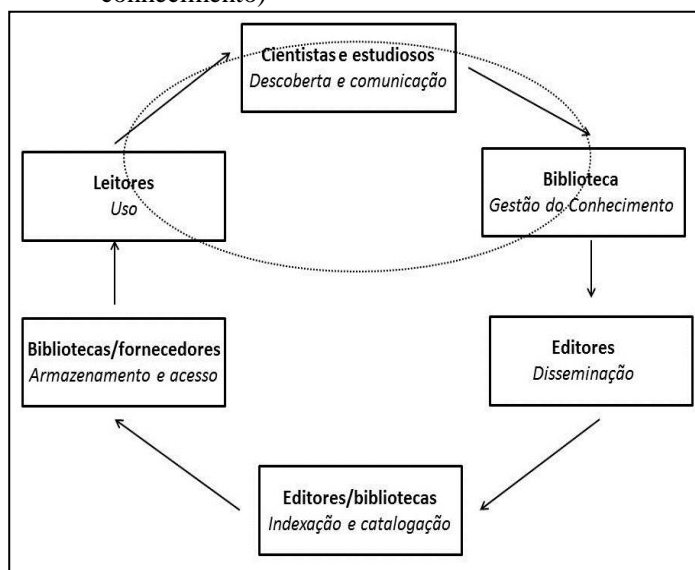 conhecimento)
Cientistas e estudiosos
Descoberta e comunicação
Leitores
Uso
Biblioteca
Gestão do Conhecimento
Bibliotecas/fornecedores
Armazenamento e acesso
Editores
Disseminação
Editores/bibliotecas
Indexação e catalogação